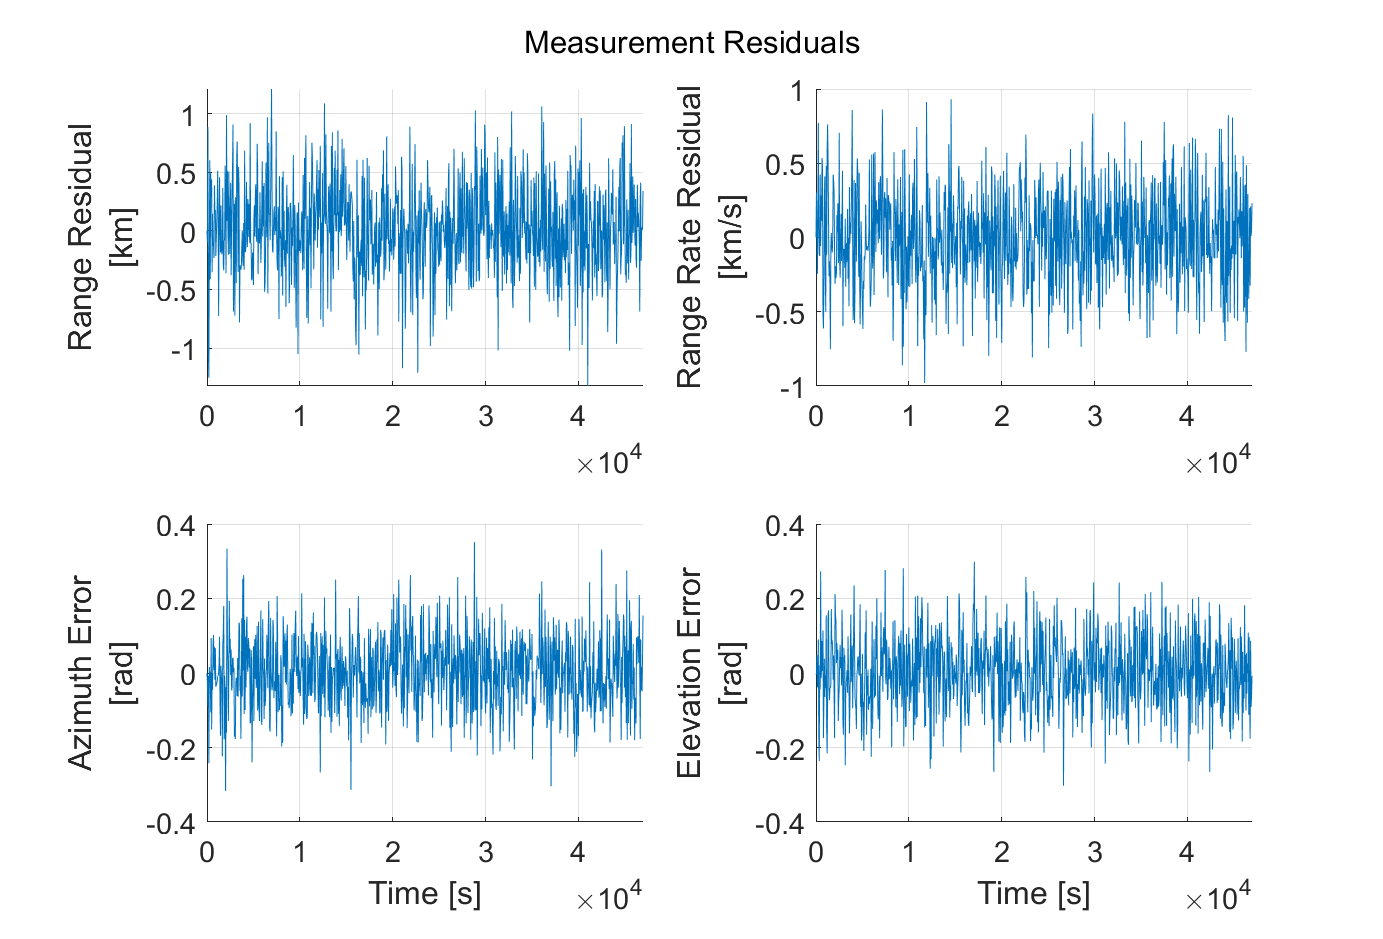 Measurement Residuals
Range Residual
[km]
1
0.5
0
-0.5
-1
0 1 2 3 4
×10^4
Range Rate Residual
[km/s]
1
0.5
0
-0.5
-1
0 1 2 3 4
×10^4
Azimuth Error
[rad]
0.4
0.2
0
-0.2
-0.4
0 1 2 3 4
Time [s]
×10^4
Elevation Error
[rad]
0.4
0.2
0
-0.2
-0.4
0 1 2 3 4
Time [s]
×10^4